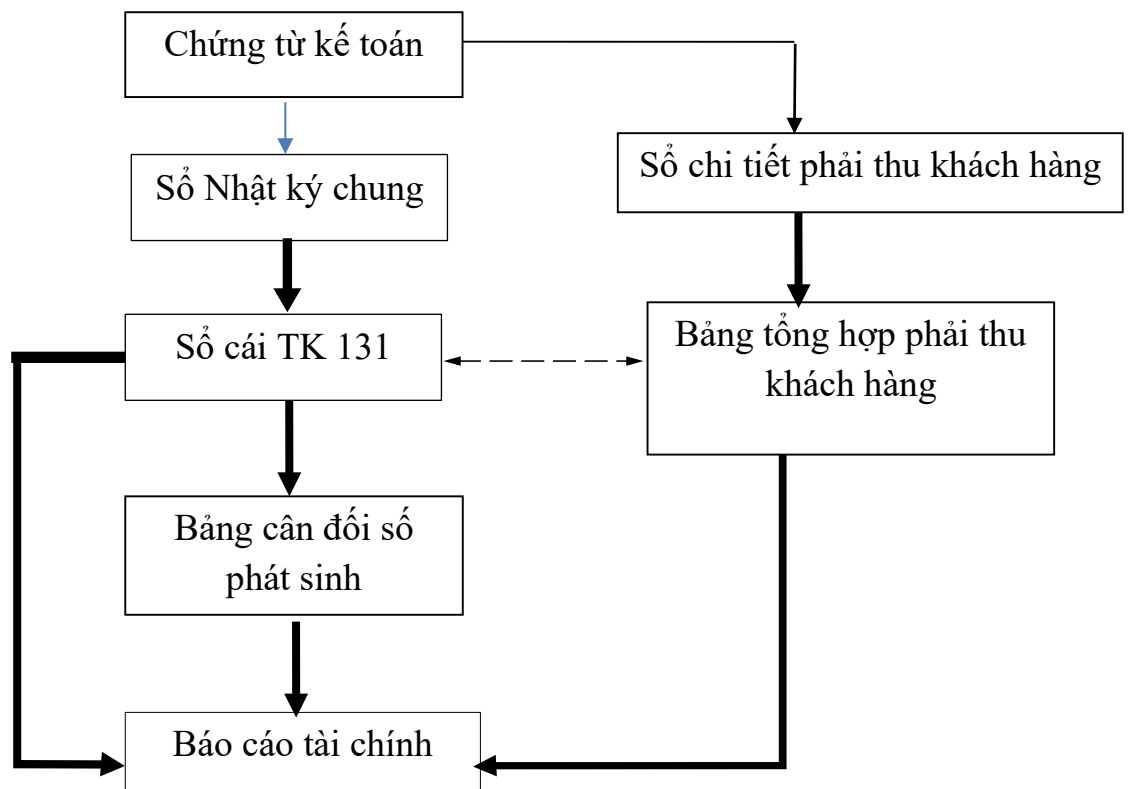 Chứng từ kế toán
Sổ Nhật ký chung
Sổ chi tiết phải thu khách hàng
Sổ cái TK 131
Bảng tổng hợp phải thu
khách hàng
Bảng cân đối số
phát sinh
Báo cáo tài chính